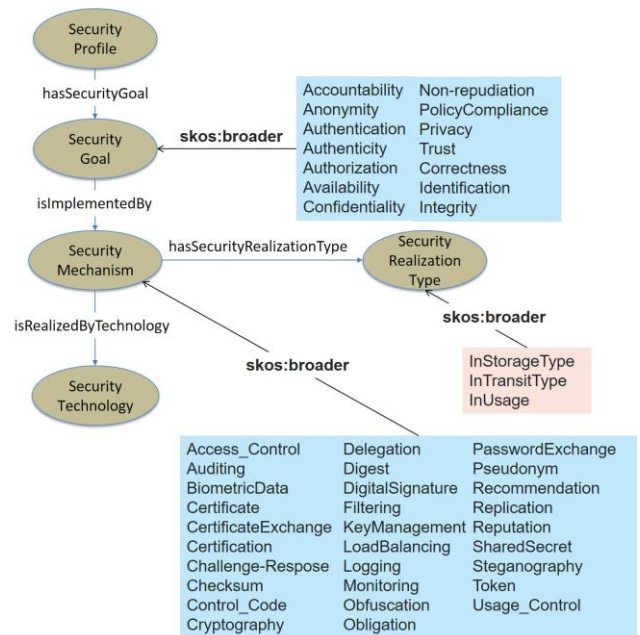 Security
Profile
hasSecurityGoal
Accountability Non-repudiation
Anonymity PolicyCompliance
Authentication Privacy
Authenticity Trust
Authorization Correctness
Availability Identification
Confidentiality Integrity
skos:broader
Security
Goal
isImplementedBy
Security
Mechanism
hasSecurityRealizationType
Security
Realization
Type
isRealizedByTechnology
skos:broader
skos:broader
InStorageType
InTransitType
InUsage
Security
Technology
Access_Control Delegation PasswordExchange
Auditing Digest Pseudonym
BiometricData DigitalSignature Recommendation
Certificate Filtering Replication
CertificateExchange KeyManagement Reputation
Certification LoadBalancing SharedSecret
Challenge-Respose Logging Steganography
Checksum Monitoring Token
Control_Code Obfuscation Usage_Control
Cryptography Obligation